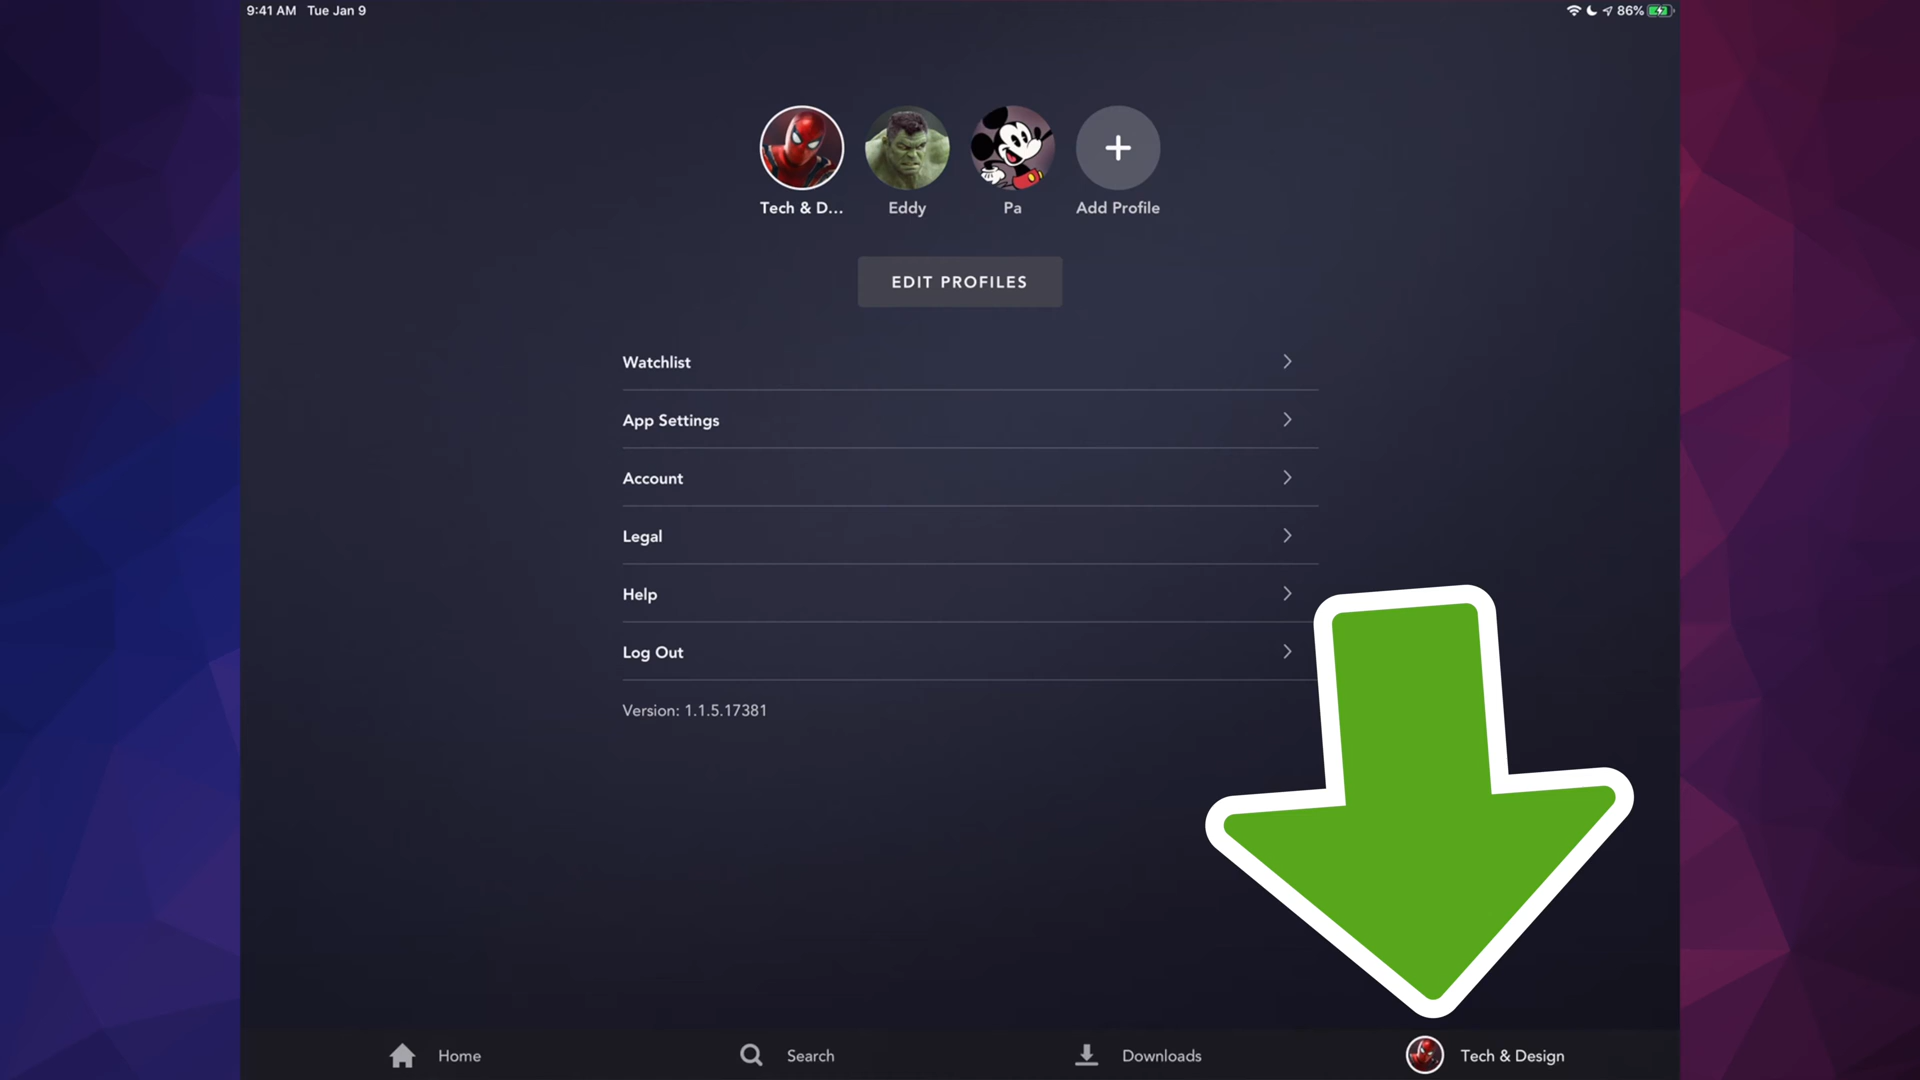 9:41 AM Tue Jan 9
86%
Tech & D... Eddy Pa Add Profile
EDIT PROFILES
Watchlist
App Settings
Account
Legal
Help
Log Out
Version: 1.1.5.17381
Home Search Downloads Tech & Design